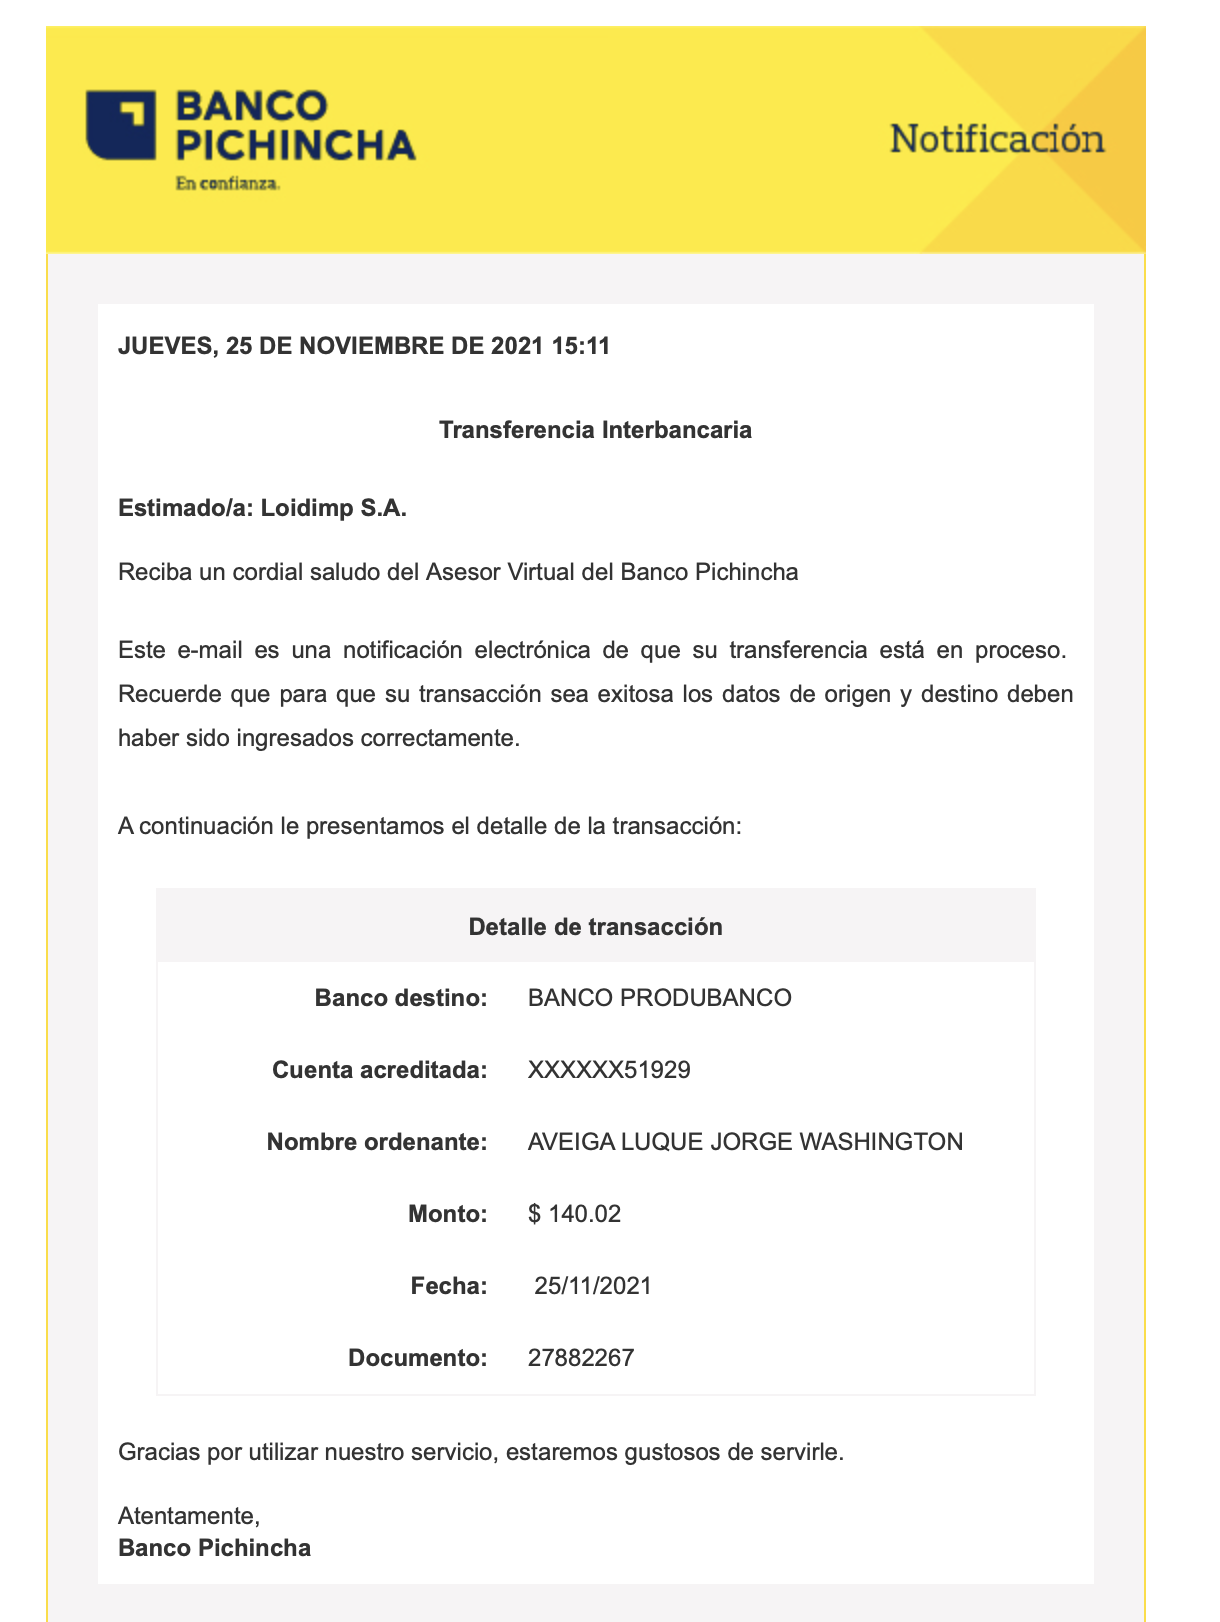 BANCO
PICHINCHA
En confianza.
Notificación
JUEVES, 25 DE NOVIEMBRE DE 2021 15:11
Transferencia Interbancaria
Estimado/a: Loidimp S.A.
Reciba un cordial saludo del Asesor Virtual del Banco Pichincha
Este e-mail es una notificación electrónica de que su transferencia está en proceso.
Recuerde que para que su transacción sea exitosa los datos de origen y destino deben
haber sido ingresados correctamente.
A continuación le presentamos el detalle de la transacción:
Detalle de transacción
Banco destino: BANCO PRODUBANCO
Cuenta acreditada: XXXXXX51929
Nombre ordenante: AVEIGA LUQUE JORGE WASHINGTON
Monto: $ 140.02
Fecha: 25/11/2021
Documento: 27882267
Gracias por utilizar nuestro servicio, estaremos gustosos de servirle.
Atentamente,
Banco Pichincha